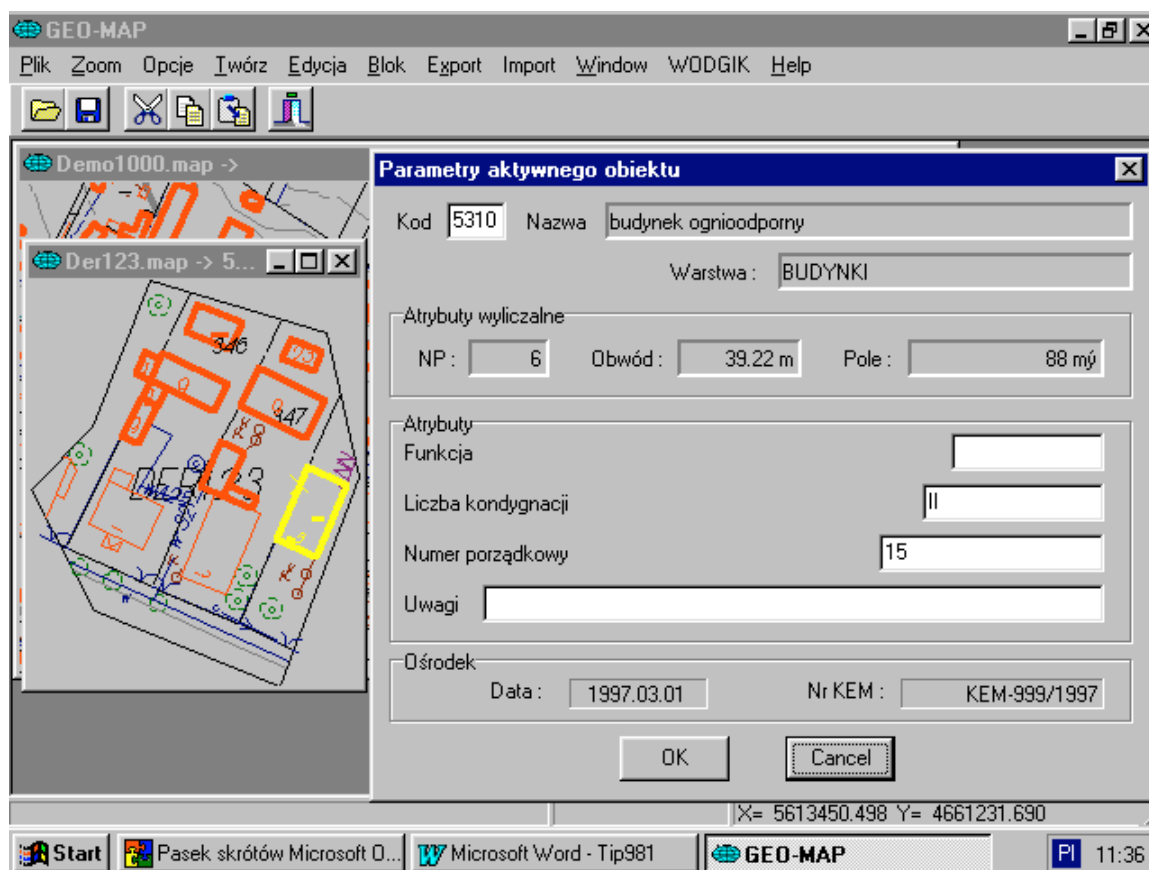 GEO-MAP
Plik Zoom Opcje Twórz Edycja Blok Export Import Window WODGIK Help
Demo1000.map ->
Der123.map -> 5...
346
347
DER123
Parametry aktywnego obiektu
Kod 5310 Nazwa budynek ognioodporny
Warstwa : BUDYNKI
Atrybuty wyliczalne
NP : 6 Obwód : 39.22 m Pole : 88 mý
Atrybuty
Funkcja
Liczba kondygnacji II
Numer porządkowy 15
Uwagi
Ośrodek
Data : 1997.03.01 Nr KEM : KEM-999/1997
OK Cancel
X= 5613450.498 Y= 4661231.690
Start Pasek skrótów Microsoft O... Microsoft Word - Tip981 GEO-MAP Pl 11:36